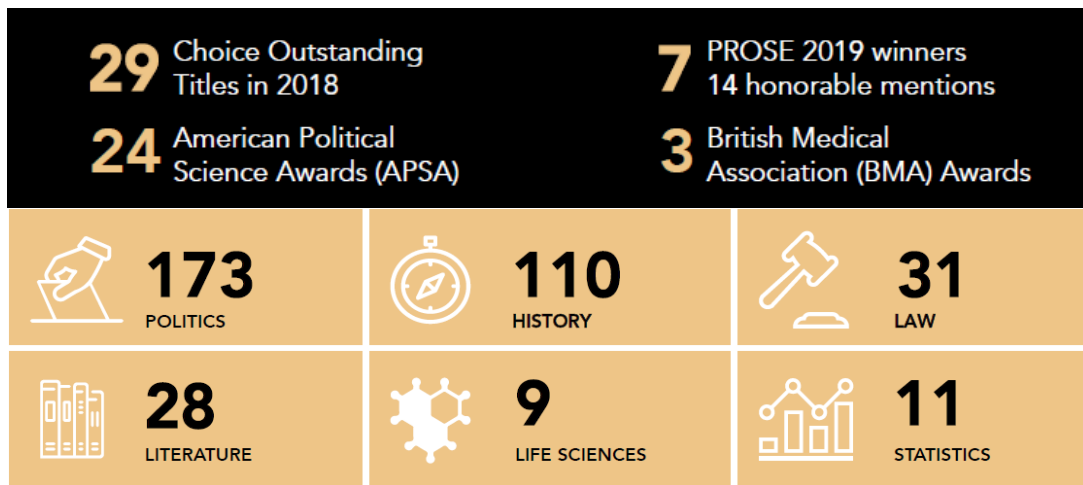 29 Choice Outstanding
Titles in 2018
7 PROSE 2019 winners
14 honorable mentions
24 American Political
Science Awards (APSA)
3 British Medical
Association (BMA) Awards
173
POLITICS
110
HISTORY
31
LAW
28
LITERATURE
9
LIFE SCIENCES
11
STATISTICS